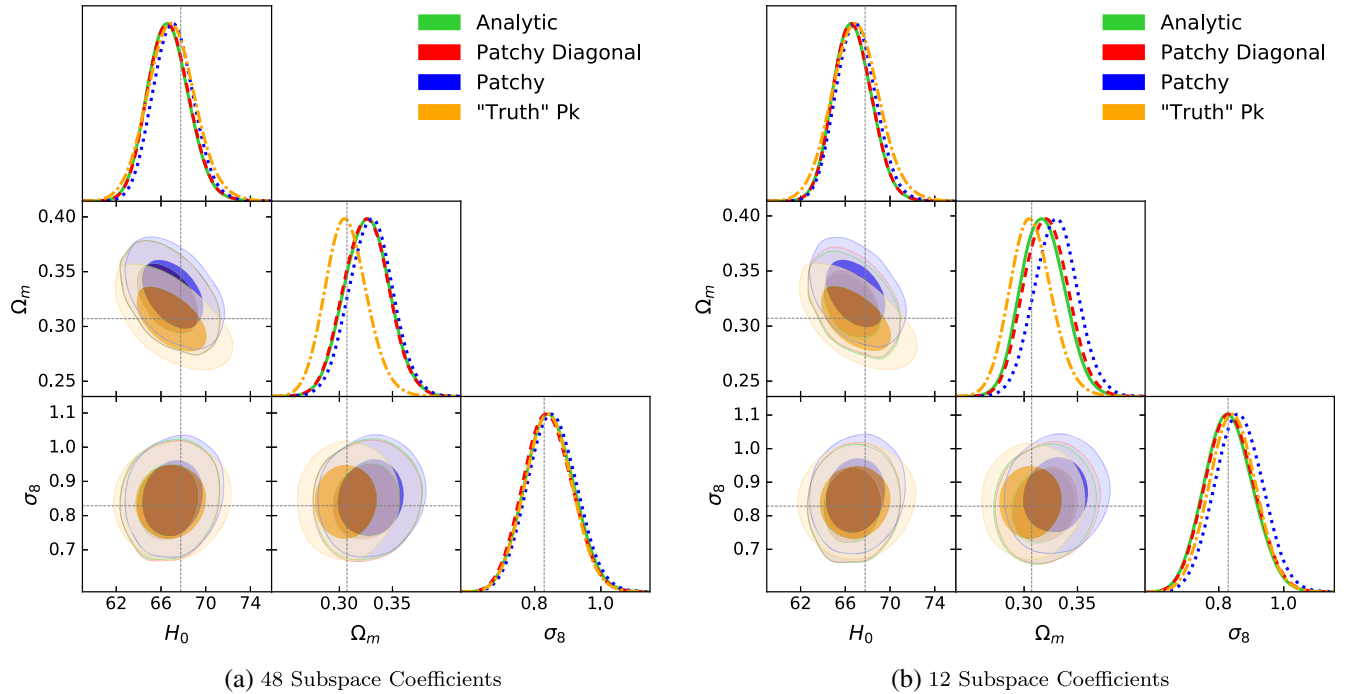 Analytic
Patchy Diagonal
Patchy
"Truth" Pk
0.40
0.35
0.30
0.25
Ωm
1.1
1.0
0.9
0.8
0.7
σ8
62 66 70 74
H0
0.30 0.35
Ωm
0.8 1.0
σ8
(a) 48 Subspace Coefficients
Analytic
Patchy Diagonal
Patchy
"Truth" Pk
0.40
0.35
0.30
0.25
Ωm
1.1
1.0
0.9
0.8
0.7
σ8
62 66 70 74
H0
0.30 0.35
Ωm
0.8 1.0
σ8
(b) 12 Subspace Coefficients